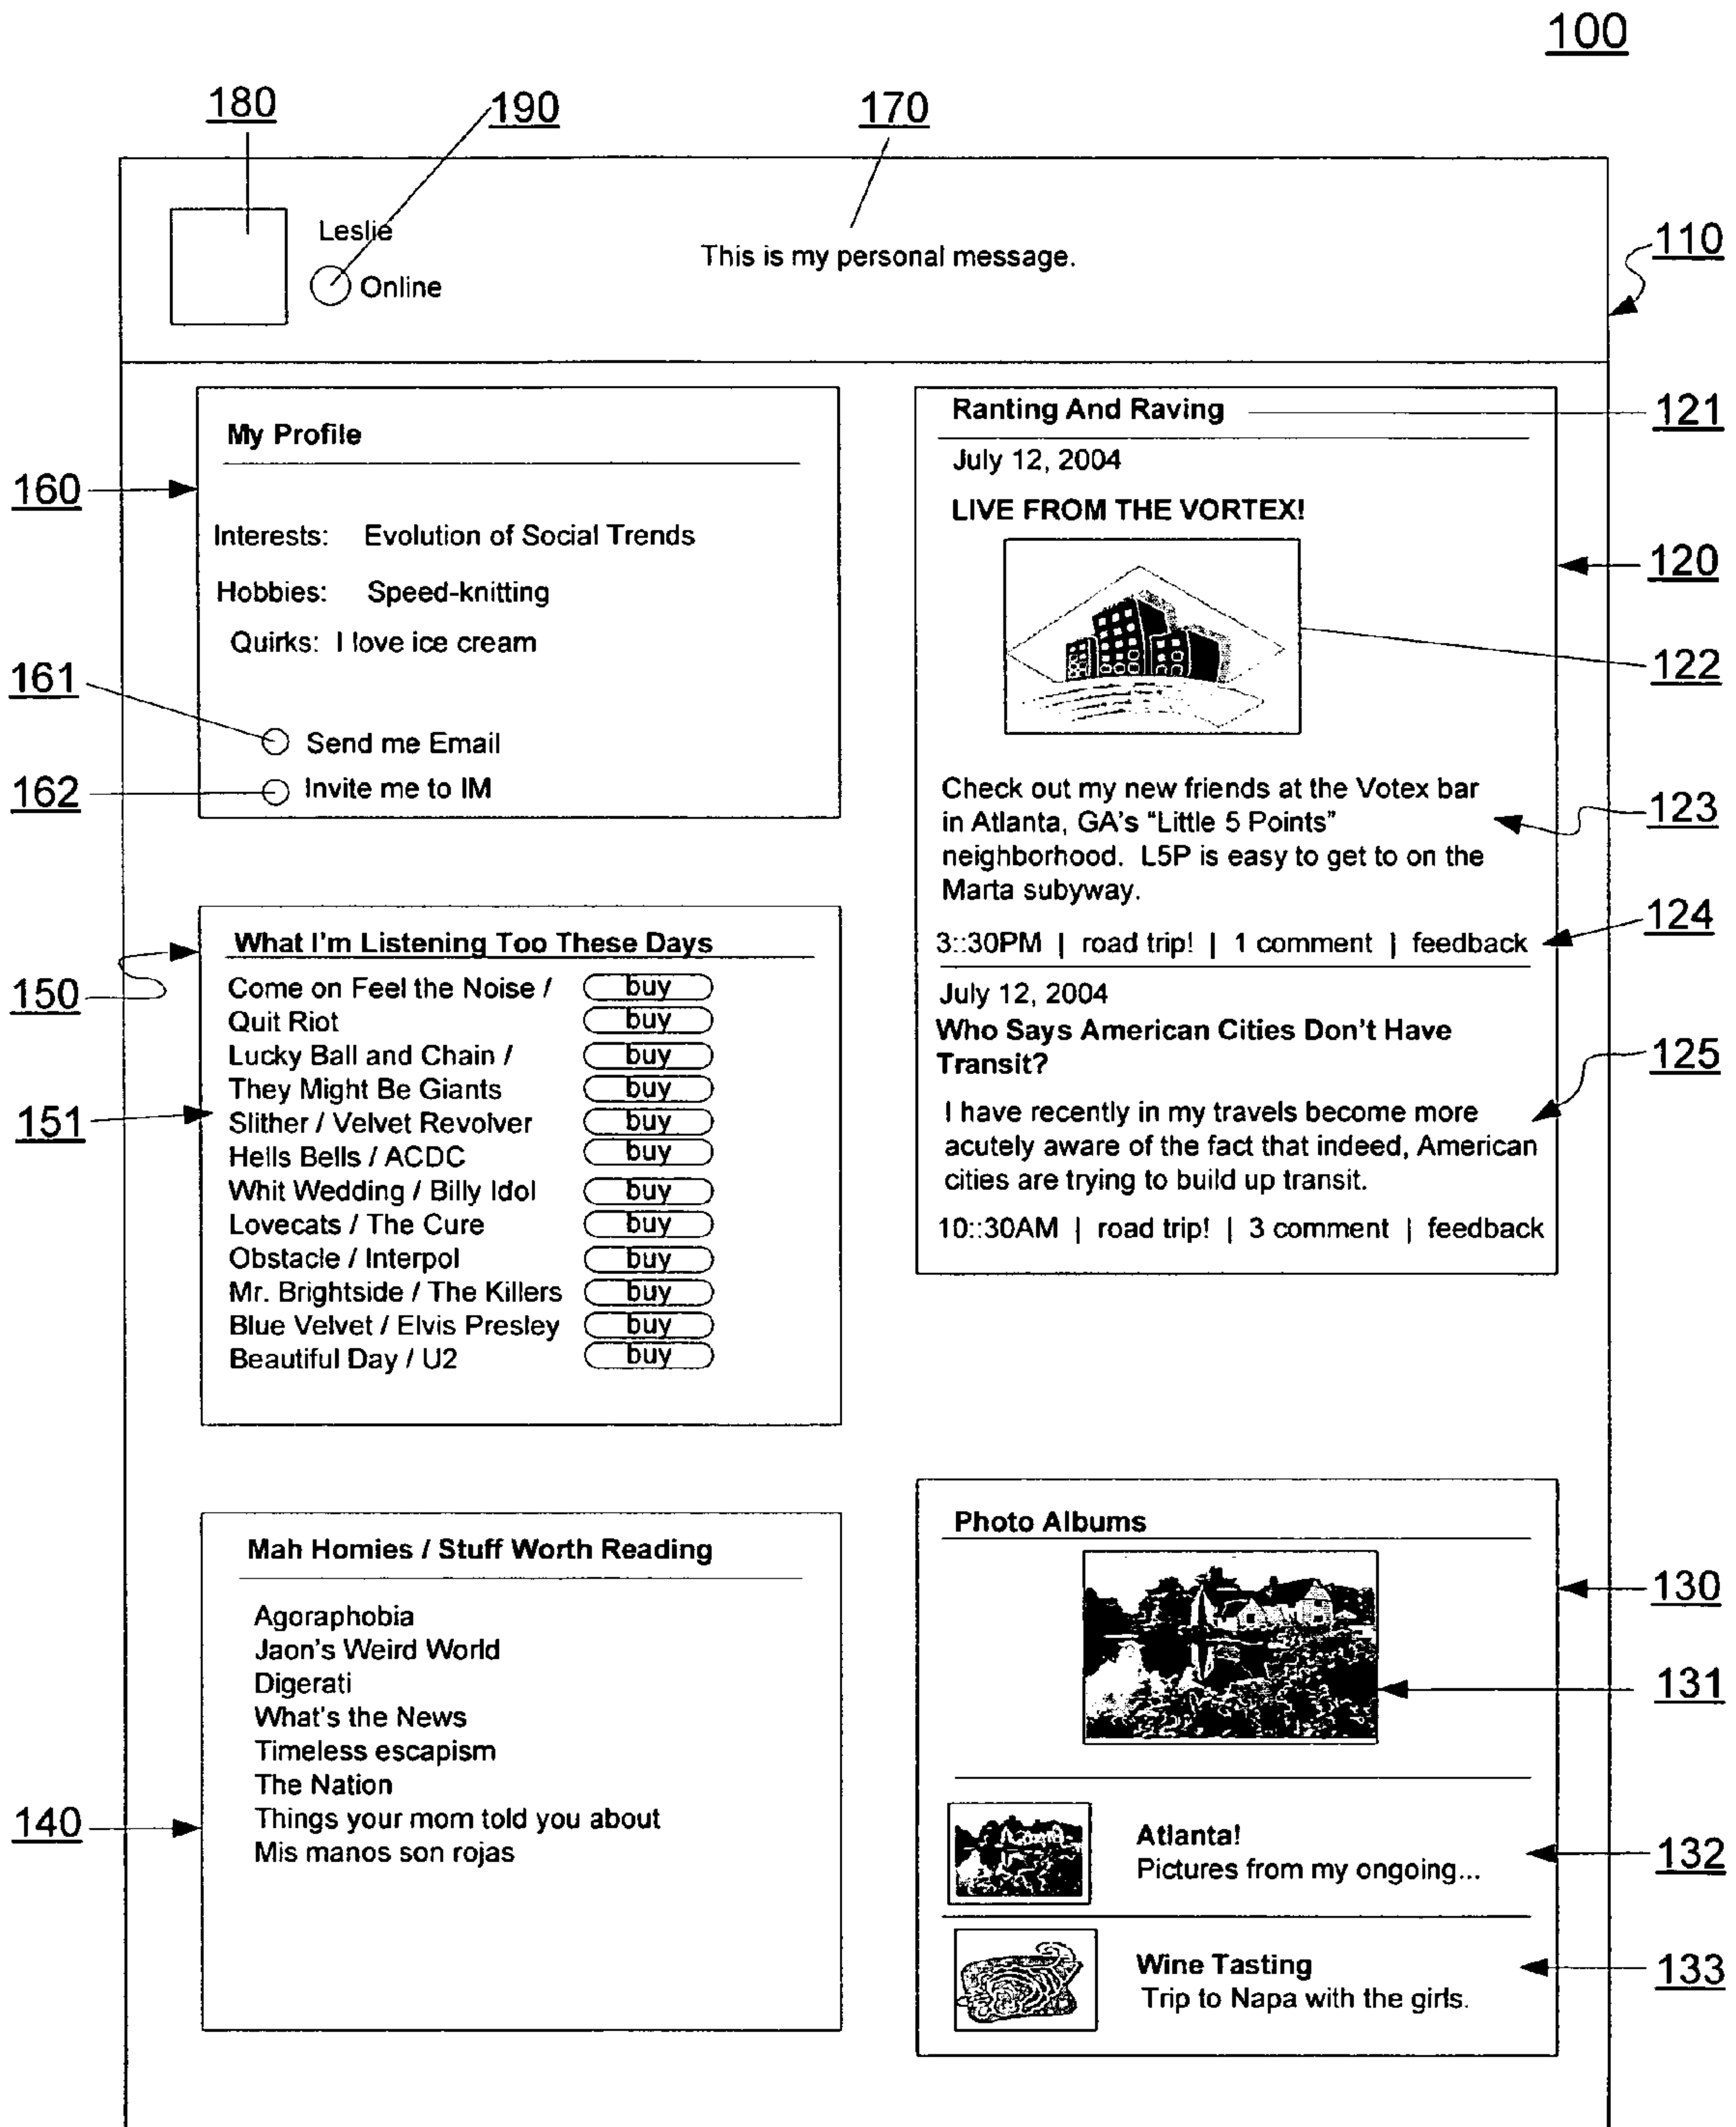 100
180
190
170
Leslie
Online
This is my personal message.
110
My Profile
160
Interests: Evolution of Social Trends
Hobbies: Speed-knitting
Quirks: I love ice cream
161
Send me Email
162
Invite me to IM
Ranting And Raving
121
July 12, 2004
LIVE FROM THE VORTEX!
120
122
Check out my new friends at the Votex bar
in Atlanta, GA's “Little 5 Points”
neighborhood. L5P is easy to get to on the
Marta subyway.
123
3::30PM | road trip! | 1 comment | feedback
124
July 12, 2004
Who Says American Cities Don't Have
Transit?
125
I have recently in my travels become more
acutely aware of the fact that indeed, American
cities are trying to build up transit.
10::30AM | road trip! | 3 comment | feedback
What I'm Listening Too These Days
150
Come on Feel the Noise / buy
Quit Riot buy
Lucky Ball and Chain / buy
They Might Be Giants buy
151
Slither / Velvet Revolver buy
Hells Bells / ACDC buy
Whit Wedding / Billy Idol buy
Lovecats / The Cure buy
Obstacle / Interpol buy
Mr. Brightside / The Killers buy
Blue Velvet / Elvis Presley buy
Beautiful Day / U2 buy
Mah Homies / Stuff Worth Reading
Agoraphobia
Jaon's Weird World
Digerati
What's the News
Timeless escapism
The Nation
Things your mom told you about
Mis manos son rojas
140
Photo Albums
130
131
Atlanta!
Pictures from my ongoing...
132
Wine Tasting
Trip to Napa with the girls.
133